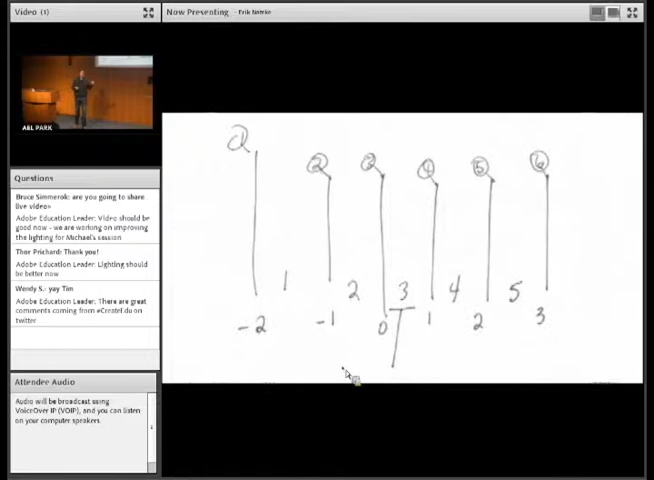 Video (1)
Now Presenting - Erik Natzke
ABL PARK
Questions
Bruce Simmerok: are you going to share
live video>
Adobe Education Leader: Video should be
good now - we are working on improving
the lighting for Michael's session
Thor Prichard: Thank you!
Adobe Education Leader: Lighting should
be better now
Wendy S.- yay Tim
Adobe Education Leader: There are great
comments coming from #CreateEdu on
twitter
Attendee Audio
Audio will be broadcast using
VoiceOver IP (VOIP), and you can listen
on your computer speakers.
1 2 3 4 5 6
1 2 3 4 5
-2 -1 0 1 2 3